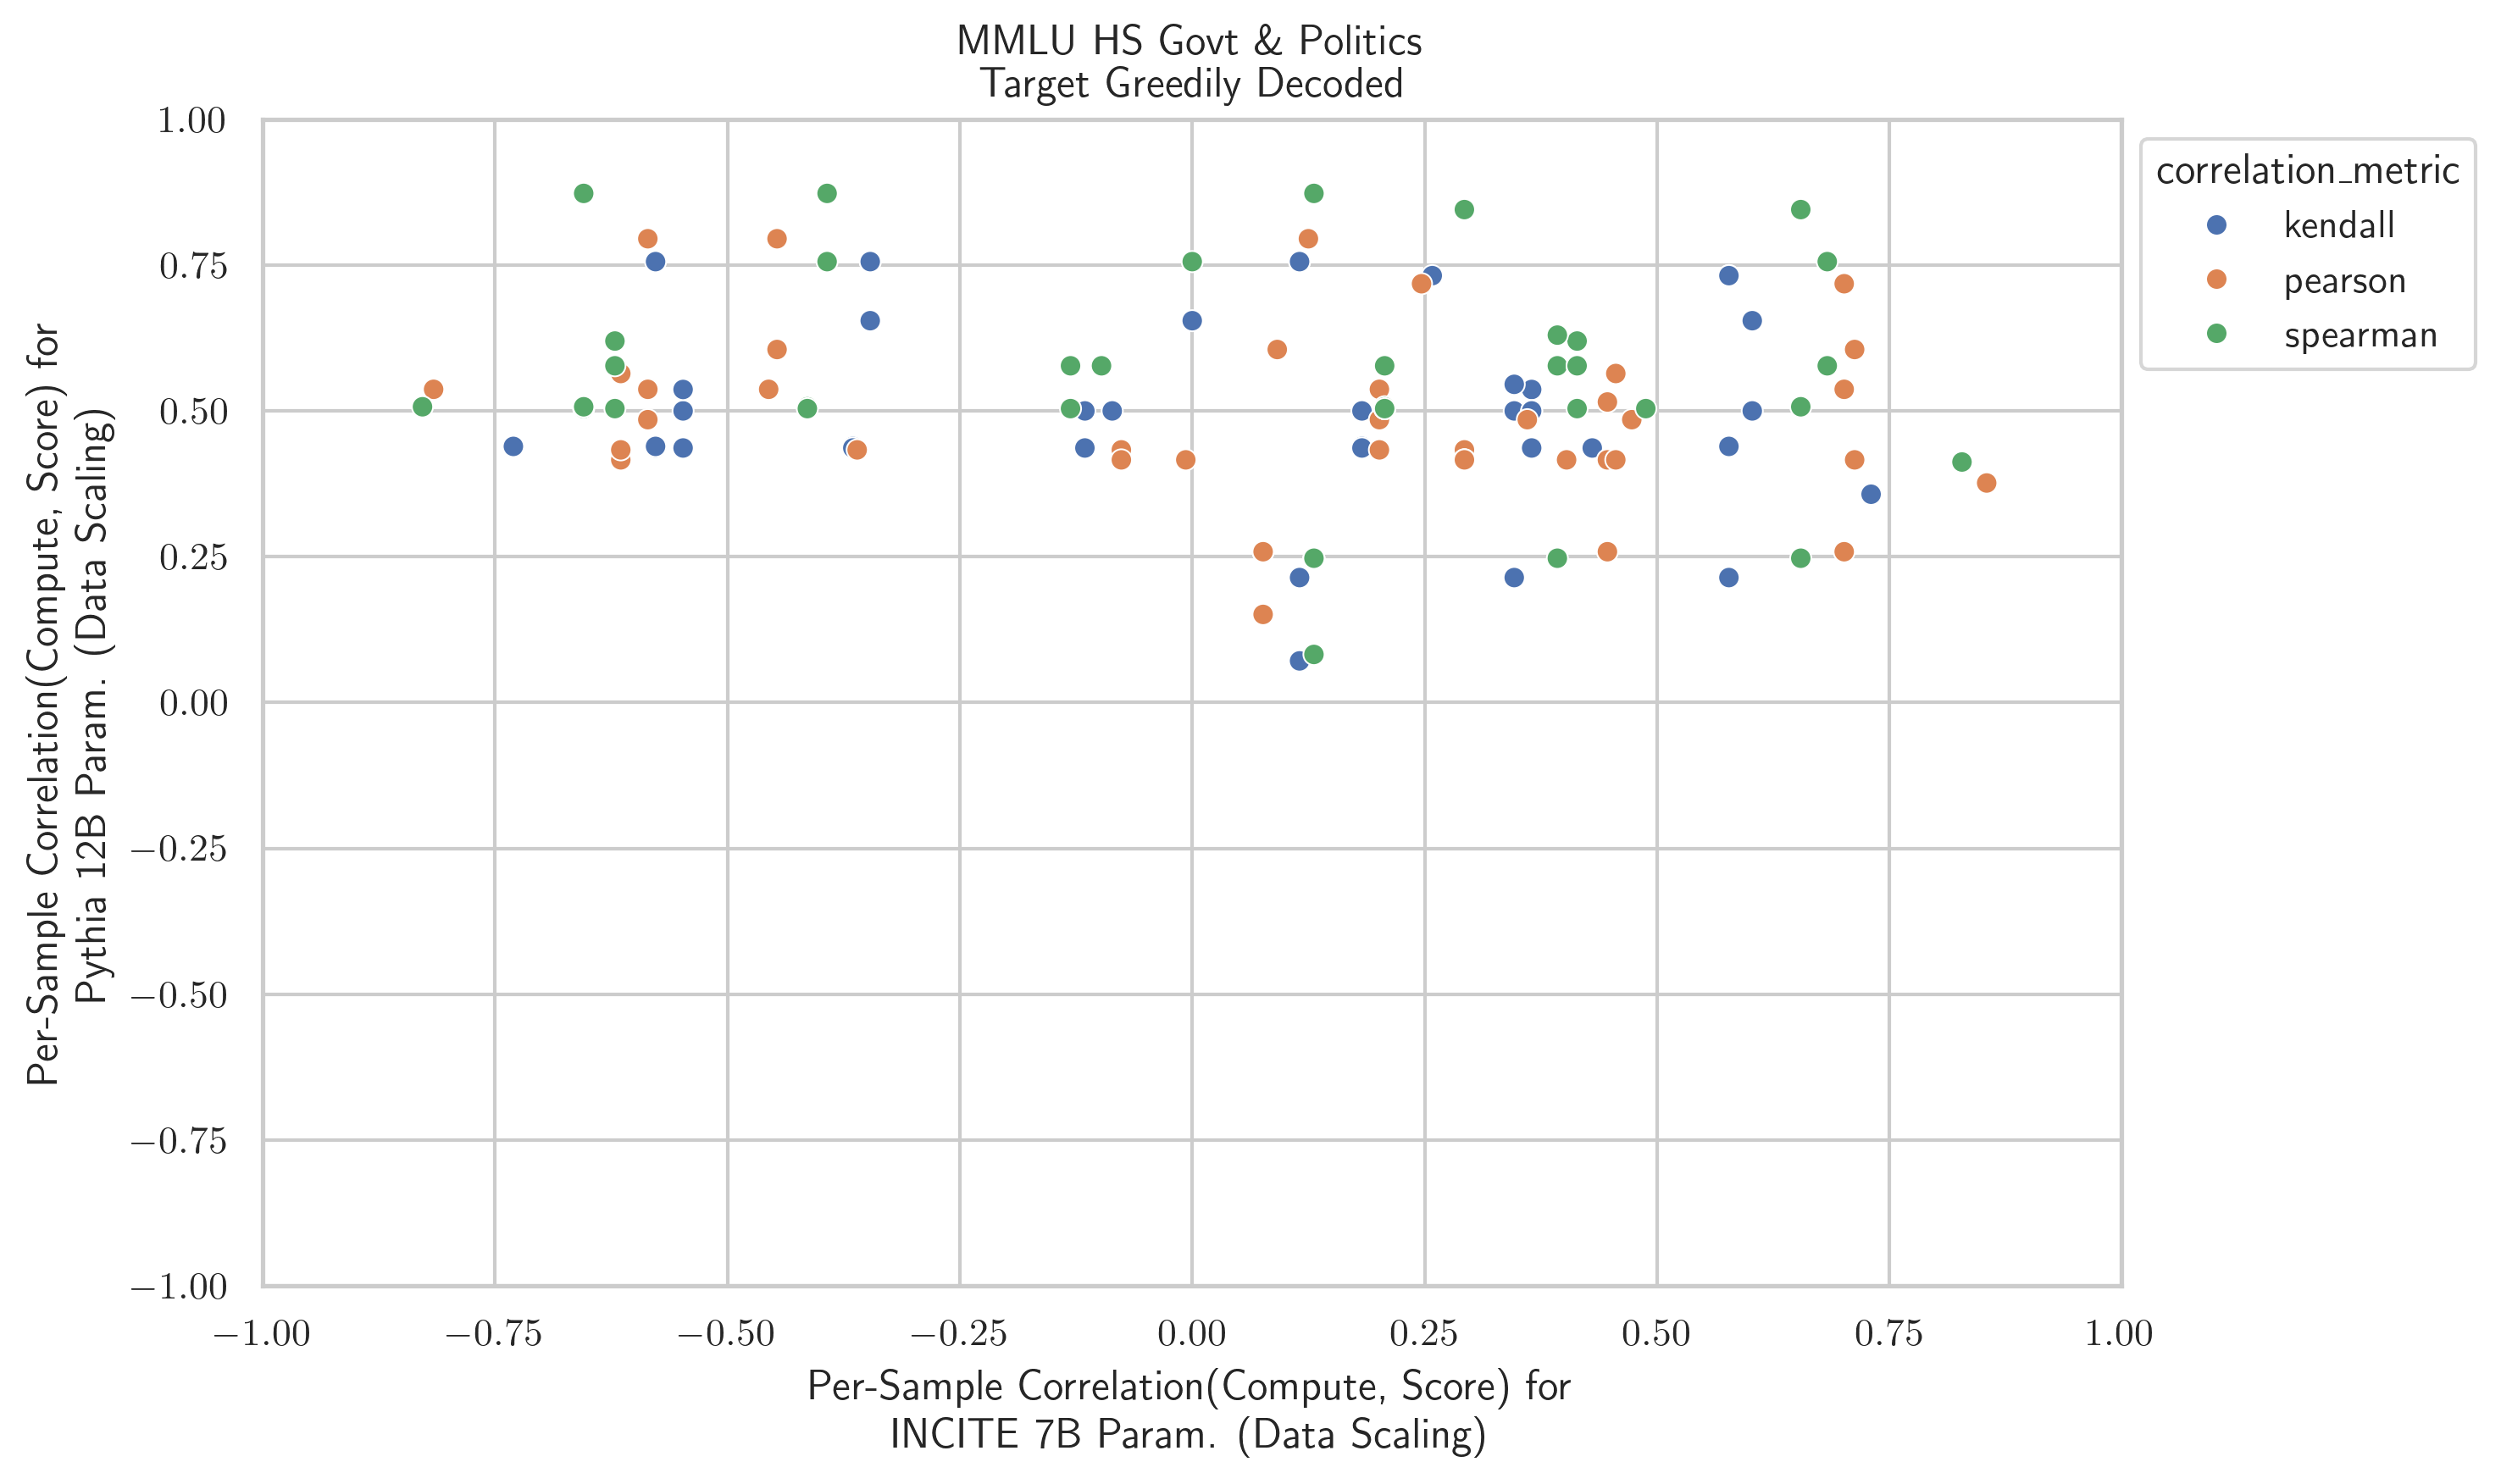 MMLU HS Govt & Politics
Target Greedily Decoded
1.00
0.75
0.50
0.25
0.00
−0.25
−0.50
−0.75
−1.00
Per-Sample Correlation(Compute, Score) for
Pythia 12B Param. (Data Scaling)
−1.00
−0.75
−0.50
−0.25
0.00
0.25
0.50
0.75
1.00
Per-Sample Correlation(Compute, Score) for
INCITE 7B Param. (Data Scaling)
correlation_metric
kendall
pearson
spearman